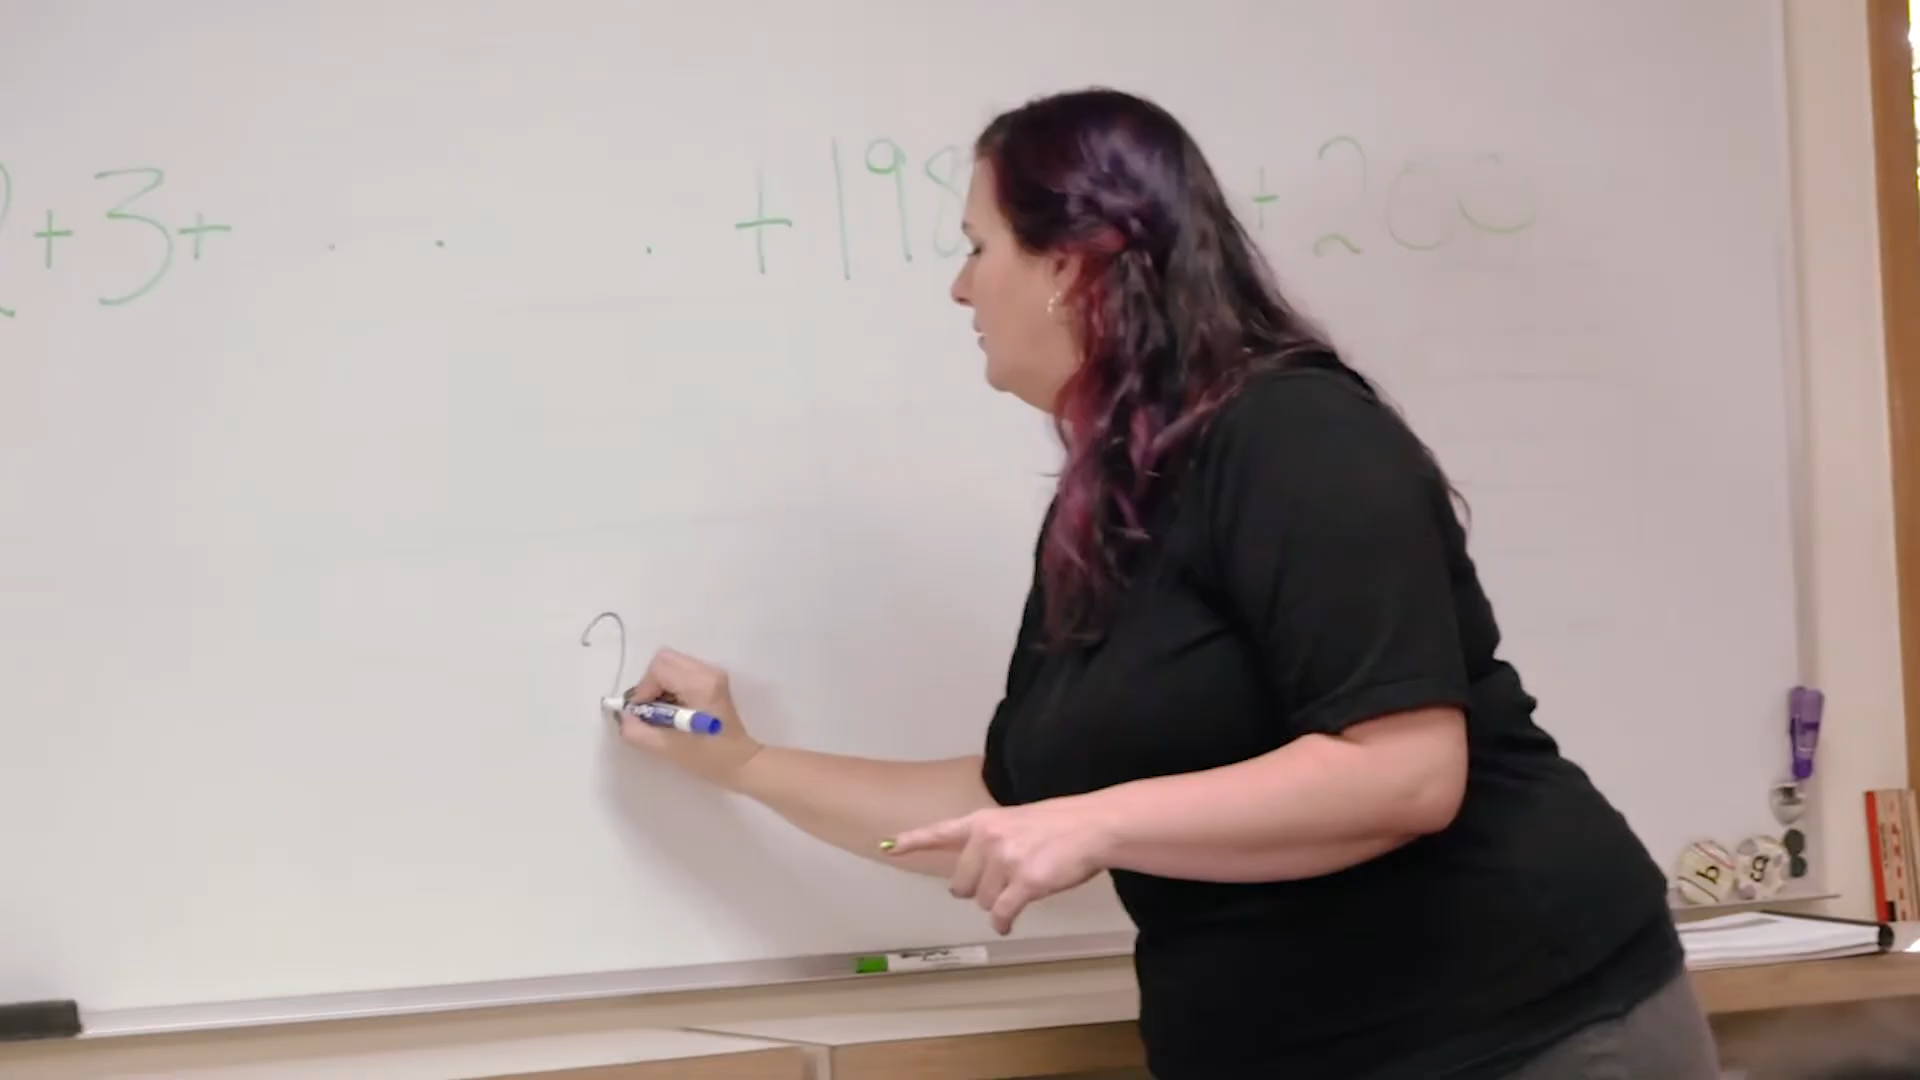 2+3+ . . . +198 + 200
2
b g